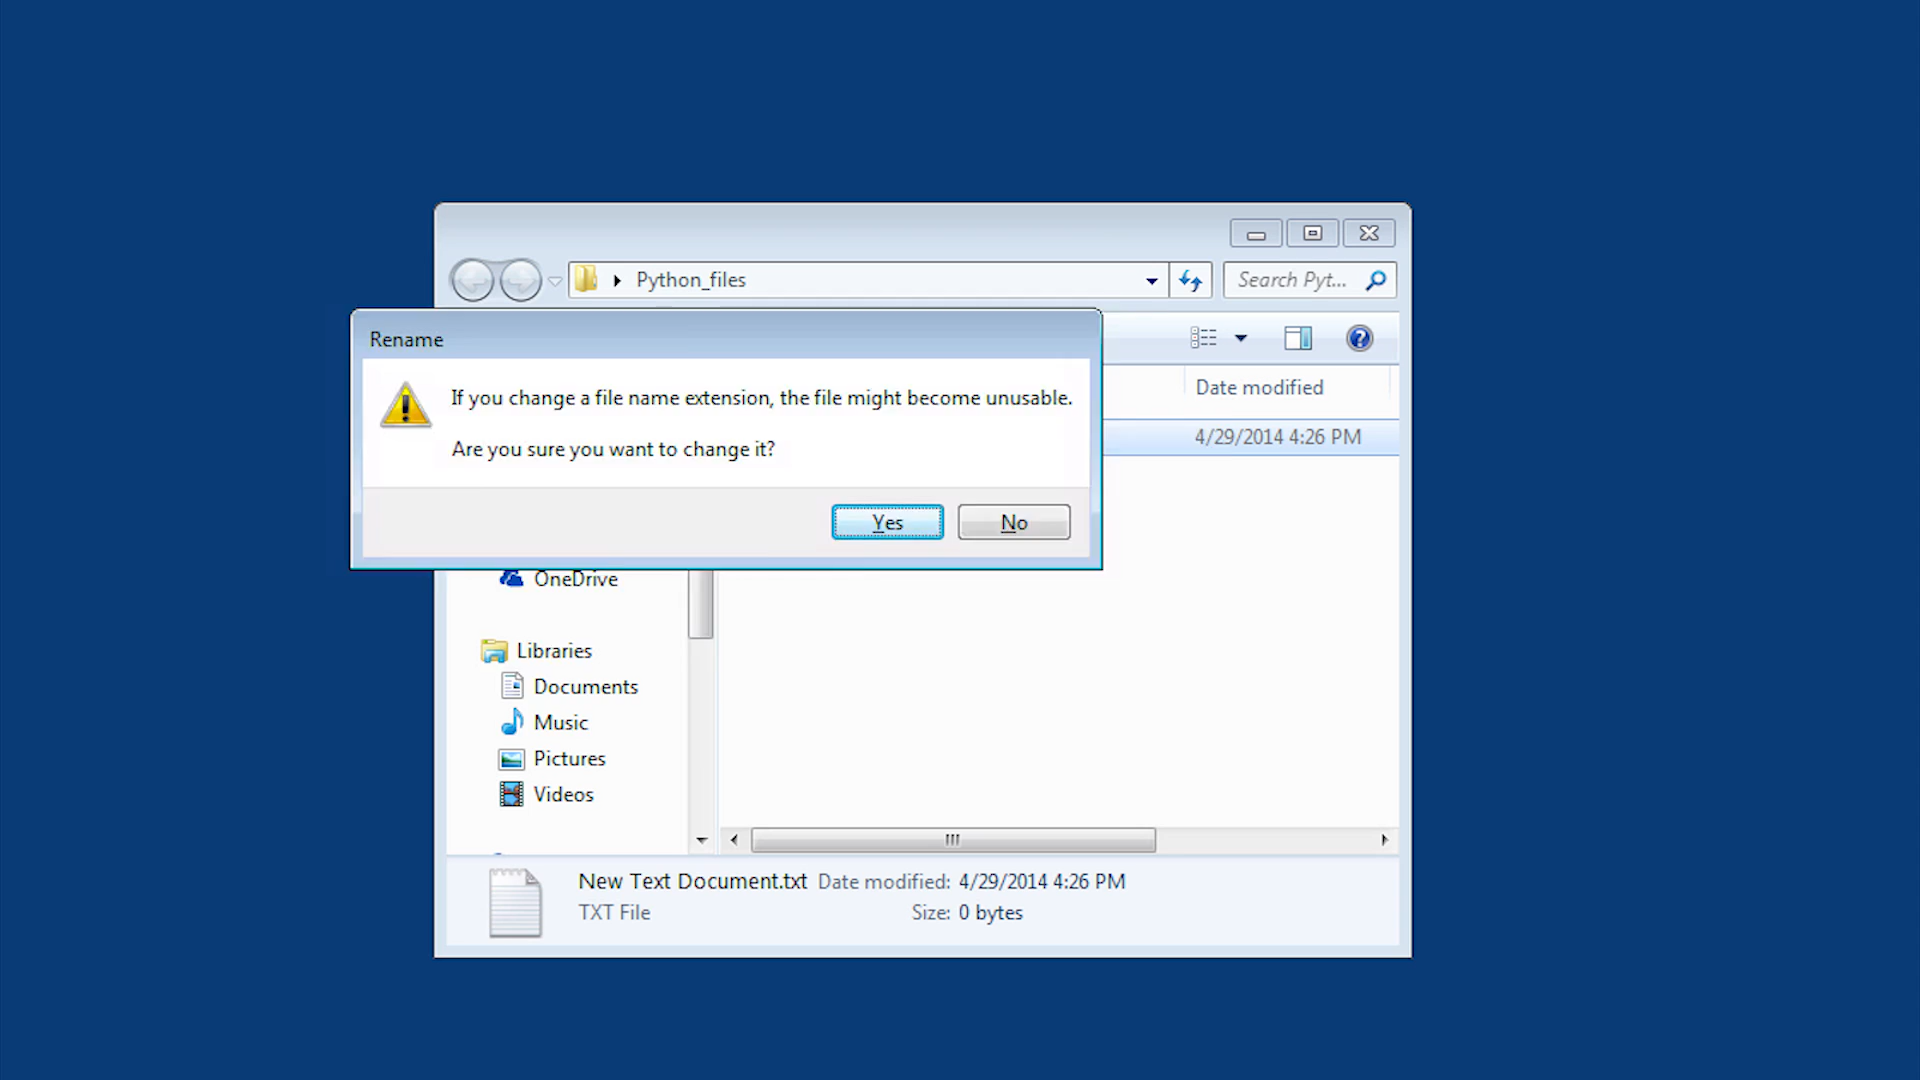 Python_files
Search Pyt...
Rename
If you change a file name extension, the file might become unusable.
Are you sure you want to change it?
Yes
No
Date modified
4/29/2014 4:26 PM
OneDrive
Libraries
Documents
Music
Pictures
Videos
New Text Document.txt Date modified: 4/29/2014 4:26 PM
TXT File Size: 0 bytes